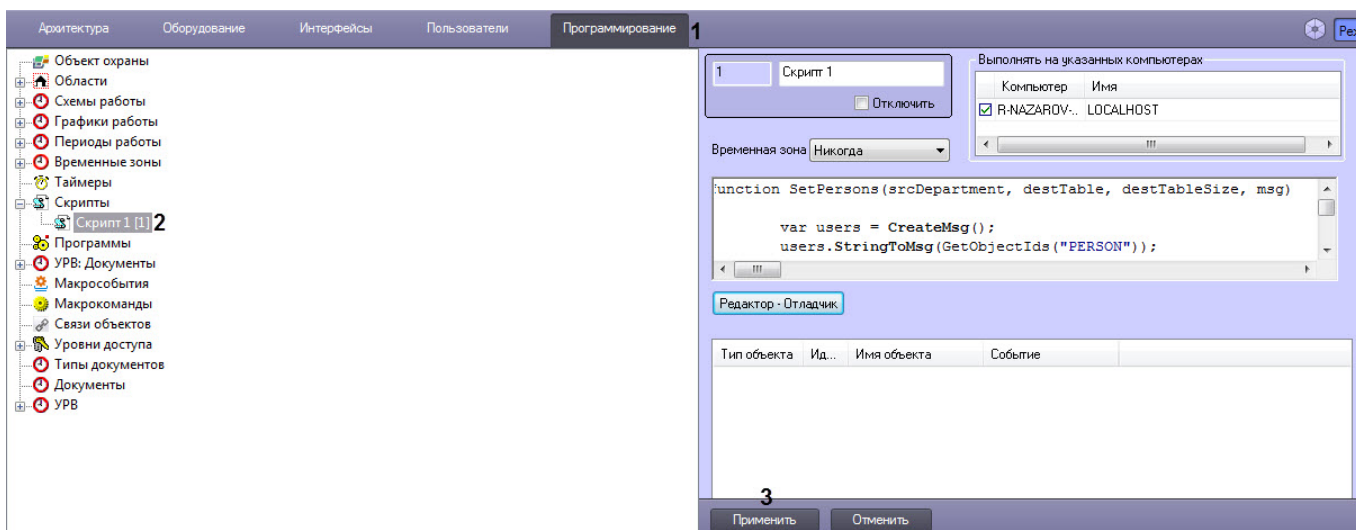 Архитектура Оборудование Интерфейсы Пользователи Программирование 1
Объект охраны
Области
Схемы работы
Графики работы
Периоды работы
Временные зоны
Таймеры
Скрипты
Скрипт 1 [1] 2
Программы
УРВ: Документы
Макрособытия
Макрокоманды
Связи объектов
Уровни доступа
Типы документов
Документы
УРВ
1 Скрипт 1
Отключить
Выполнять на указанных компьютерах
Компьютер Имя
R-NAZAROV-.. LOCALHOST
Временная зона Никогда
function SetPersons(srcDepartment, destTable, destTableSize, msg)
var users = CreateMsg();
users.StringToMsg(GetObjectIds("PERSON"));
Редактор - Отладчик
Тип объекта Ид... Имя объекта Событие
3
Применить Отменить